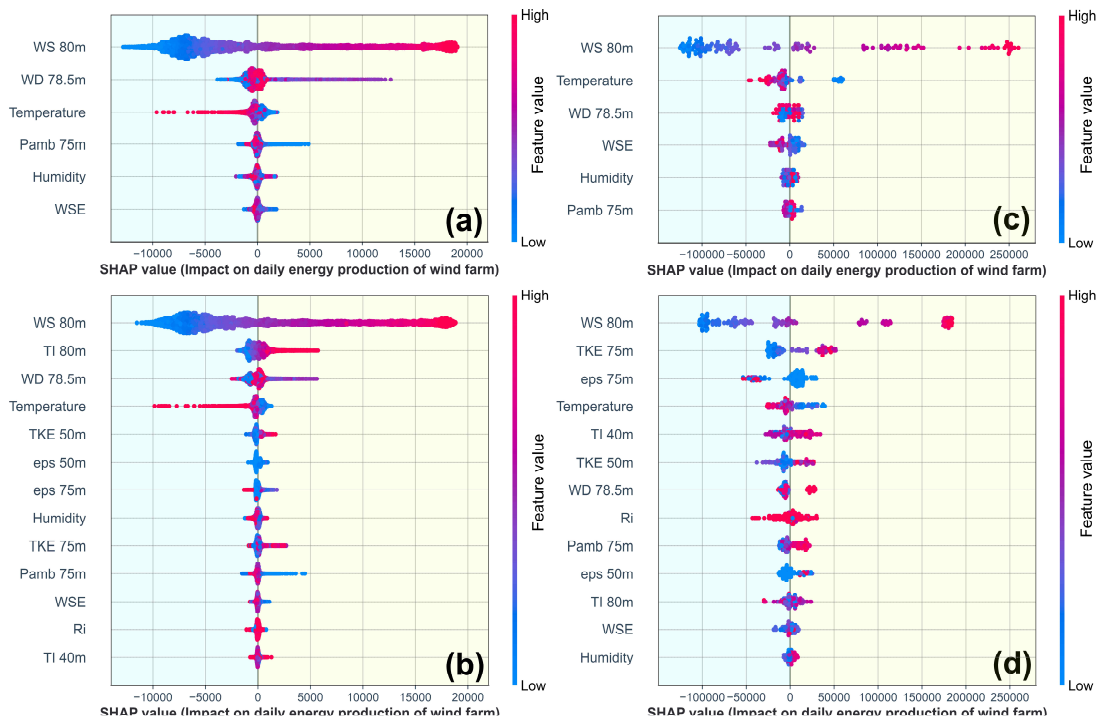 High
WS 80m
WD 78.5m
Temperature
Pamb 75m
Humidity
WSE
Feature value
(a)
Low
−10000 −5000 0 5000 10000 15000 20000
SHAP value (Impact on daily energy production of wind farm)
High
WS 80m
Temperature
WD 78.5m
WSE
Humidity
Pamb 75m
Feature value
(c)
Low
−100000 −50000 0 50000 100000 150000 200000 250000
SHAP value (Impact on daily energy production of wind farm)
High
WS 80m
TI 80m
WD 78.5m
Temperature
TKE 50m
eps 50m
eps 75m
Humidity
TKE 75m
Pamb 75m
WSE
Ri
TI 40m
Feature value
(b)
Low
−10000 −5000 0 5000 10000 15000 20000
SHAP value (Impact on daily energy production of wind farm)
High
WS 80m
TKE 75m
eps 75m
Temperature
TI 40m
TKE 50m
WD 78.5m
Ri
Pamb 75m
eps 50m
TI 80m
WSE
Humidity
Feature value
(d)
Low
−100000 −50000 0 50000 100000 150000 200000 250000
SHAP value (Impact on daily energy production of wind farm)